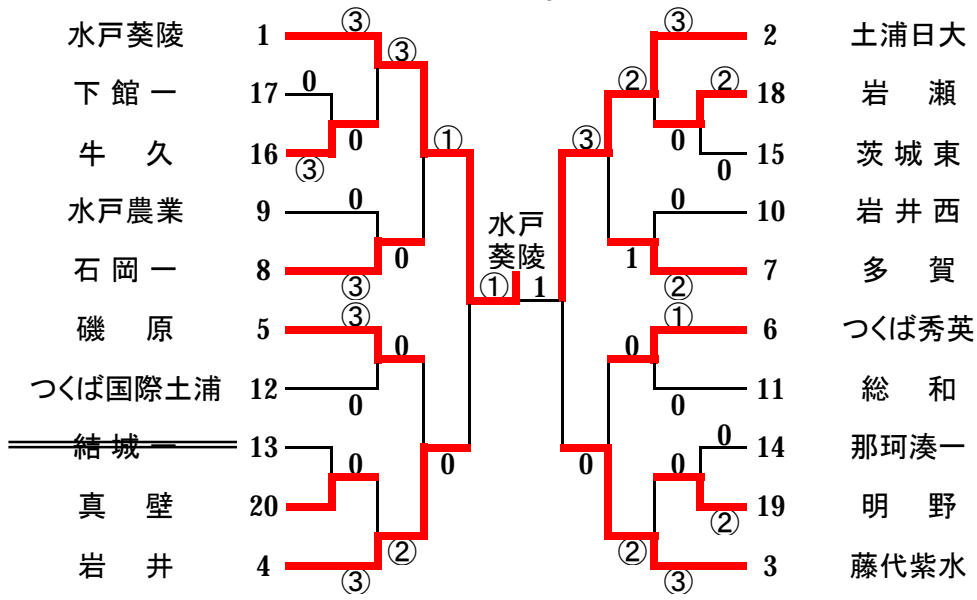 ③ ③
水戸葵陵 1 2 土浦日大
③
0 ② ②
下館一 17 18 岩瀬
0 ① ③ 0
牛久 16 15 茨城東
③ 0
0 0
水戸農業 9 10 岩井西
水戸
葵陵
0 1
石岡一 8 7 多賀
③ ① 1 ②
③ ①
磯原 5 6 つくば秀英
0 0
つくば国際土浦 12 11 総和
0 0
0
結城一 13 14 那珂湊一
0 0 0 0
真壁 20 19 明野
②
② ②
岩井 4 3 藤代紫水
③ ③